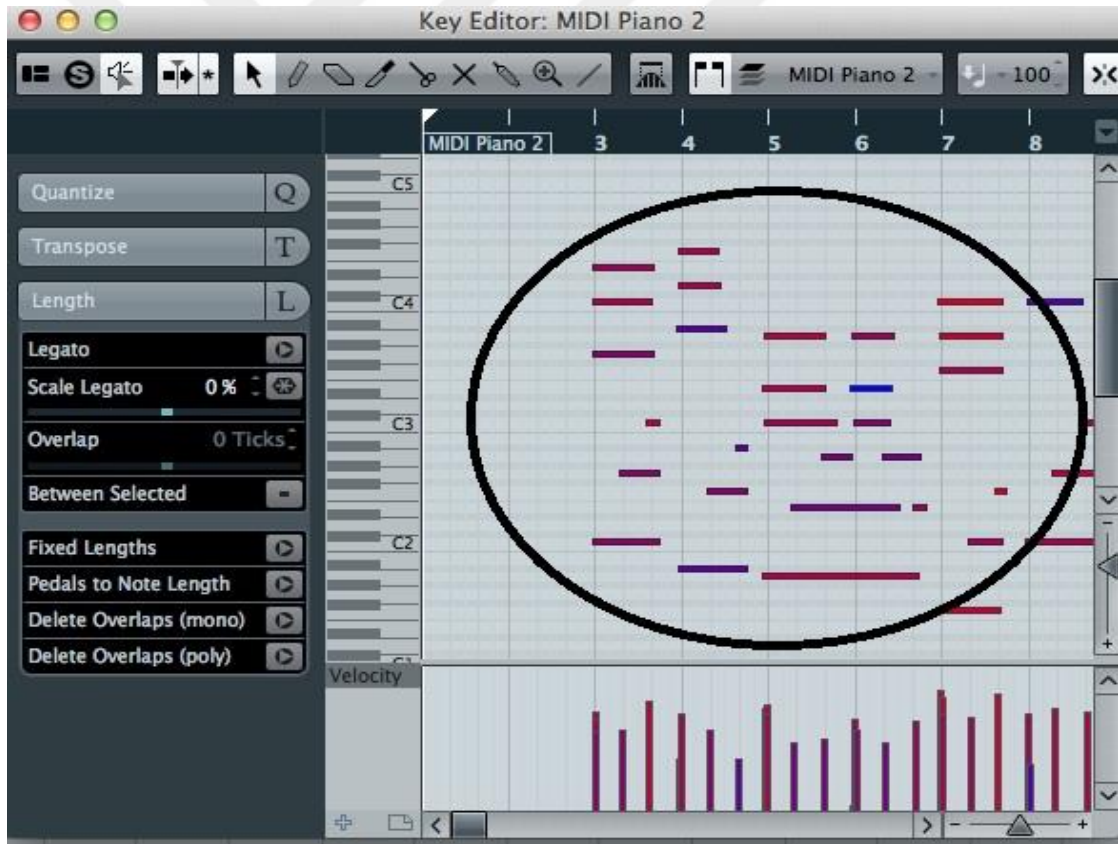 Key Editor: MIDI Piano 2
S * MIDI Piano 2 - 100
MIDI Piano 2 3 4 5 6 7 8
Quantize Q
Transpose T
Length L
Legato
Scale Legato 0 %
Overlap 0 Ticks
Between Selected
Fixed Lengths
Pedals to Note Length
Delete Overlaps (mono)
Delete Overlaps (poly)
C5
C4
C3
C2
Velocity
- +